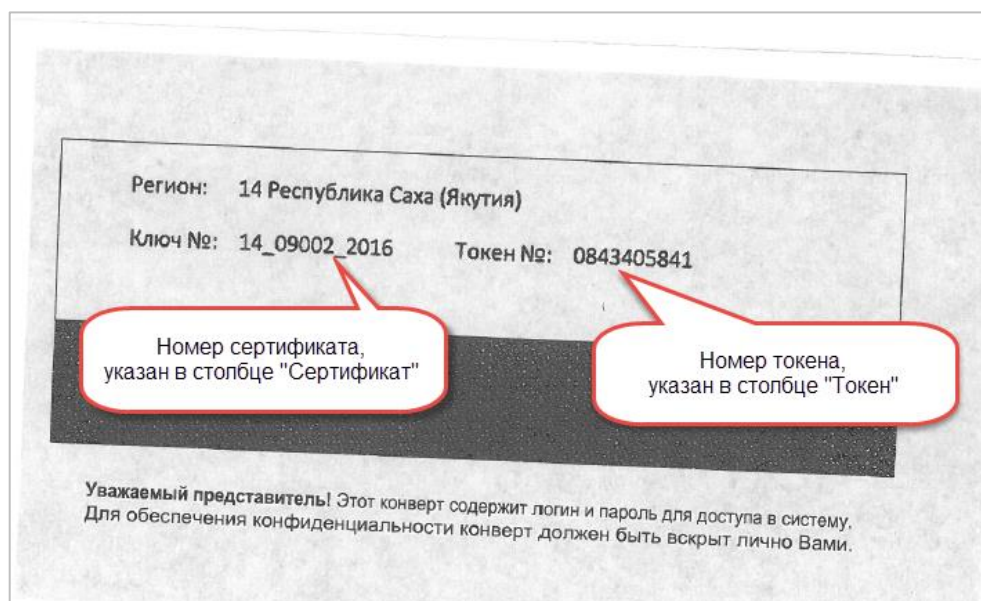 Регион: 14 Республика Саха (Якутия)
Ключ №: 14_09002_2016 Токен №: 0843405841
Номер сертификата,
указан в столбце "Сертификат"
Номер токена,
указан в столбце "Токен"
Уважаемый представитель! Этот конверт содержит логин и пароль для доступа в систему.
Для обеспечения конфиденциальности конверт должен быть вскрыт лично Вами.